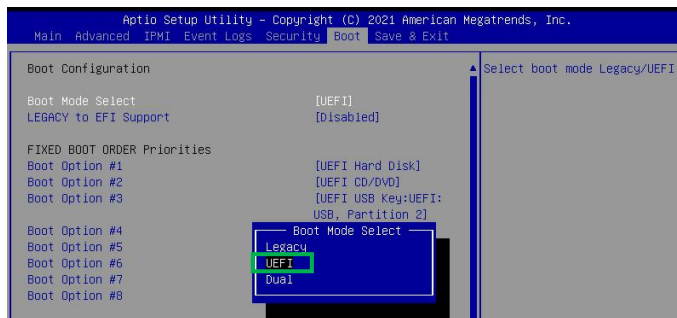 Aptio Setup Utility – Copyright (C) 2021 American Megatrends, Inc.
Main Advanced IPMI Event Logs Security Boot Save & Exit
Boot Configuration
Select boot mode Legacy/UEFI
Boot Mode Select [UEFI]
LEGACY to EFI Support [Disabled]
FIXED BOOT ORDER Priorities
Boot Option #1 [UEFI Hard Disk]
Boot Option #2 [UEFI CD/DVD]
Boot Option #3 [UEFI USB Key:UEFI:
USB, Partition 2]
Boot Option #4
Boot Option #5
Boot Option #6
Boot Option #7
Boot Option #8
Boot Mode Select
Legacy
UEFI
Dual